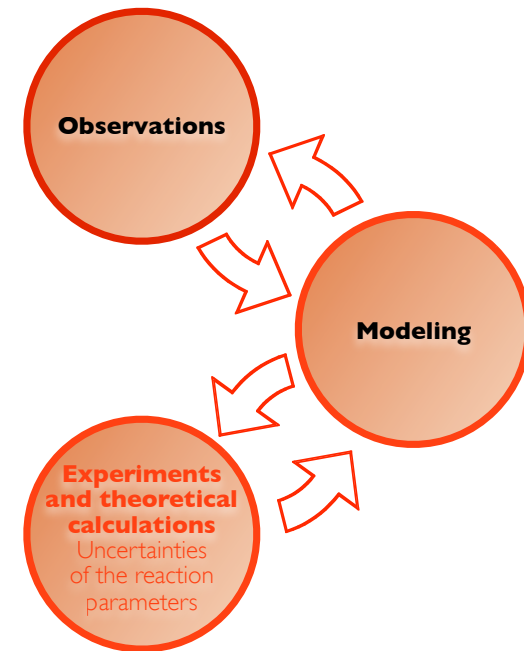 Observations
Modeling
Experiments
and theoretical
calculations
Uncertainties
of the reaction
parameters